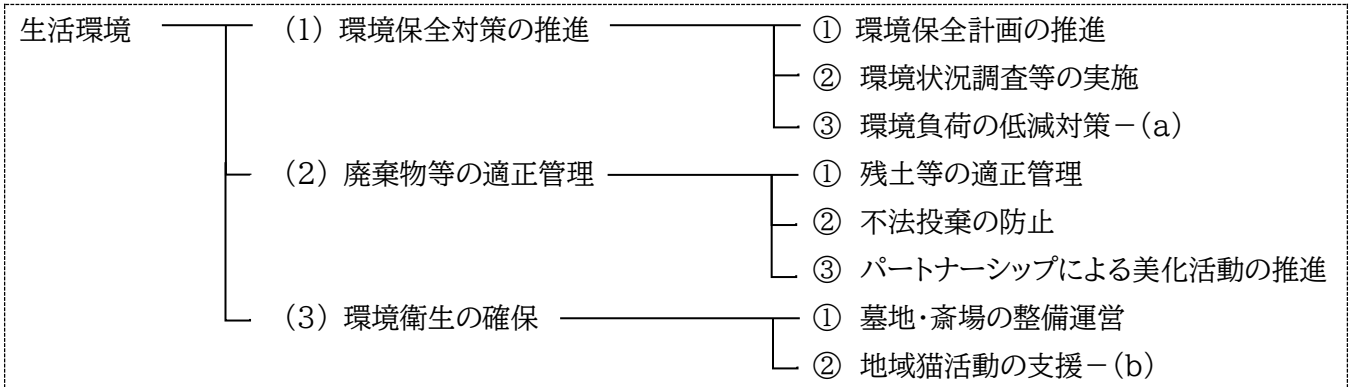 生活環境 (1) 環境保全対策の推進 ① 環境保全計画の推進
② 環境状況調査等の実施
③ 環境負荷の低減対策－(a)
(2) 廃棄物等の適正管理 ① 残土等の適正管理
② 不法投棄の防止
③ パートナーシップによる美化活動の推進
(3) 環境衛生の確保 ① 墓地・斎場の整備運営
② 地域猫活動の支援－(b)